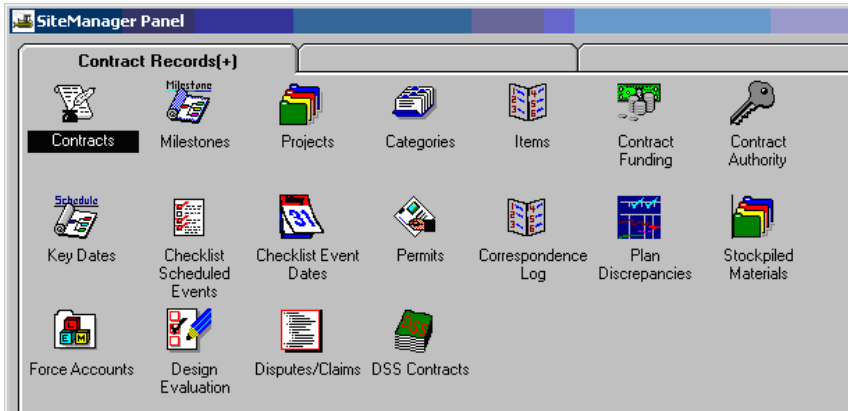 SiteManager Panel
Contract Records(+)
Milestone
Contracts
Milestones
Projects
Categories
Items
Contract
Funding
Contract
Authority
Schedule
31
Key Dates
Checklist
Scheduled
Events
Checklist Event
Dates
Permits
Correspondence
Log
Plan
Discrepancies
Stockpiled
Materials
L
E M
DSS
Force Accounts
Design
Evaluation
Disputes/Claims
DSS Contracts